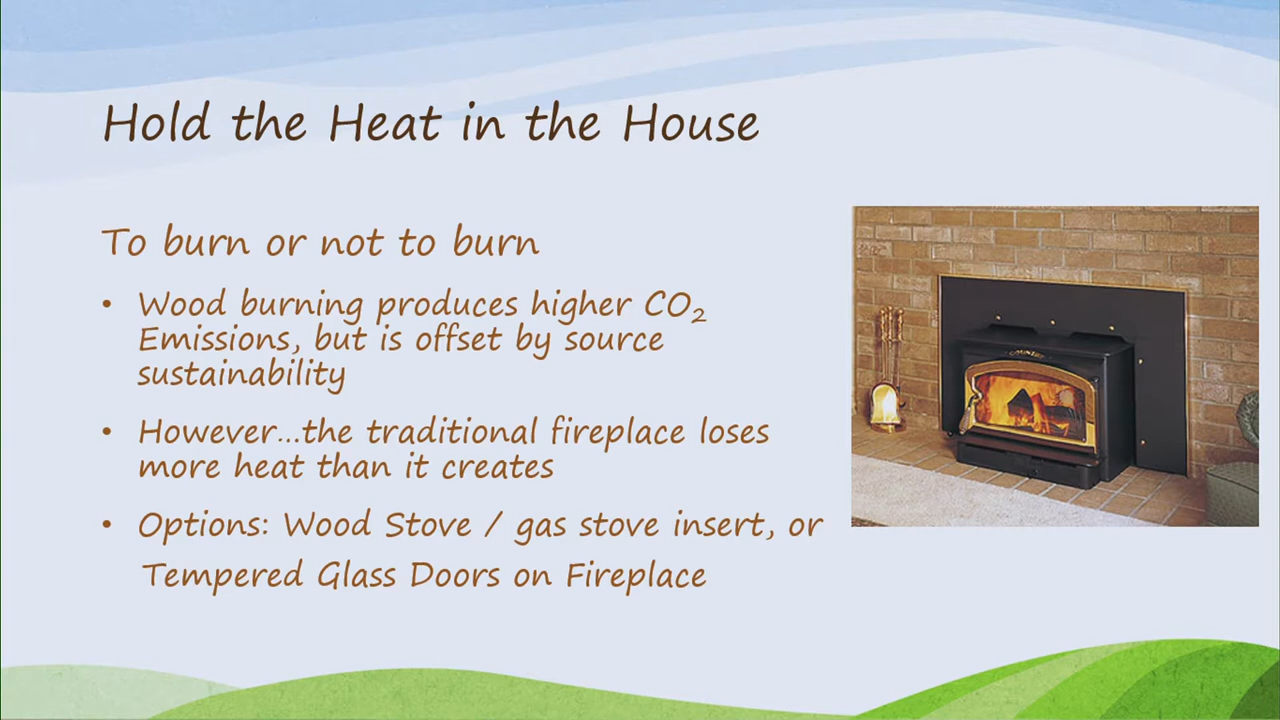 Hold the Heat in the House
To burn or not to burn
• Wood burning produces higher CO₂
Emissions, but is offset by source
sustainability
• However...the traditional fireplace loses
more heat than it creates
• Options: Wood Stove / gas stove insert, or
Tempered Glass Doors on Fireplace